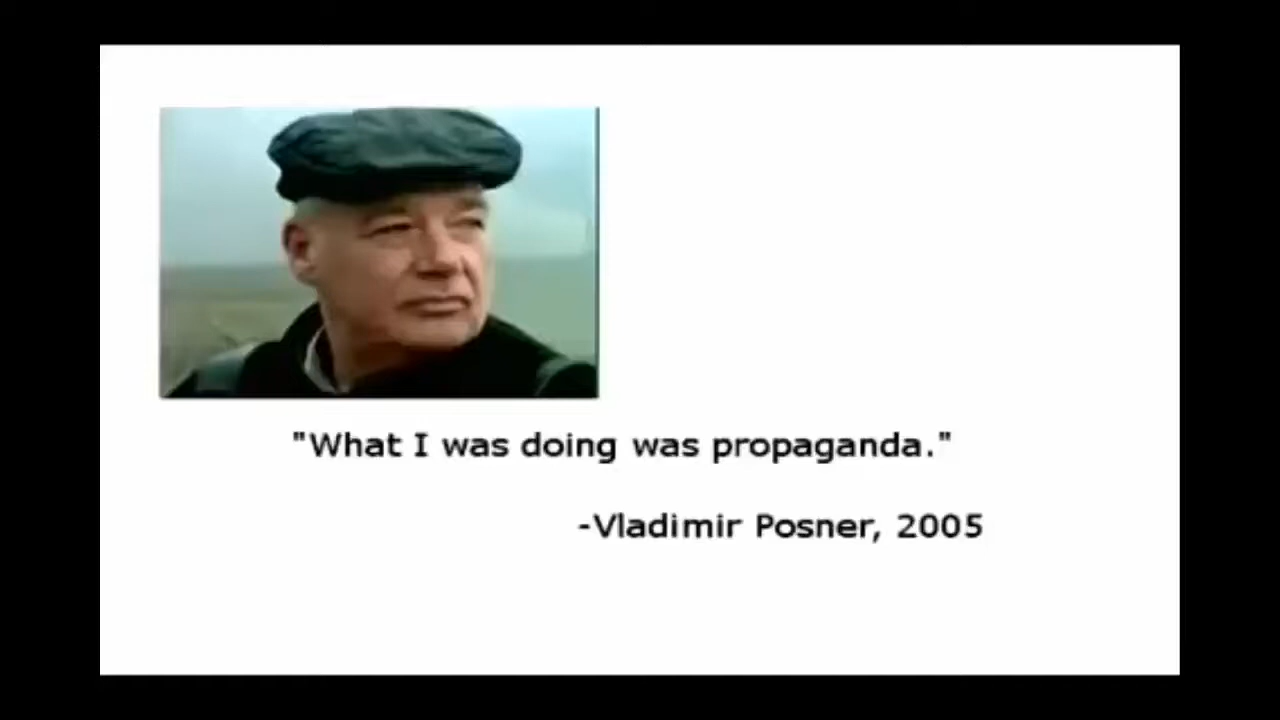 "What I was doing was propaganda."
-Vladimir Posner, 2005